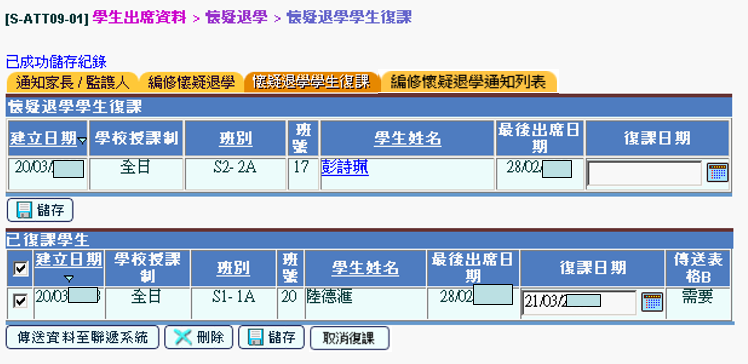 [S-ATT09-01] 學生出席資料 > 懷疑退學 > 懷疑退學學生復課
已成功儲存紀錄
通知家長 / 監護人 編修懷疑退學 懷疑退學學生復課 編修懷疑退學通知列表
懷疑退學學生復課
建立日期 學校授課制 班別 班號 學生姓名 最後出席日期 復課日期
20/03/ 全日 S2- 2A 17 彭詩珮 28/02/
儲存
已復課學生
建立日期 學校授課制 班別 班號 學生姓名 最後出席日期 復課日期 傳送表格B
20/03 3 全日 S1- 1A 20 陸德滙 28/02 21/03/2 需要
傳送資料至聯遞系統 刪除 儲存 取消復課